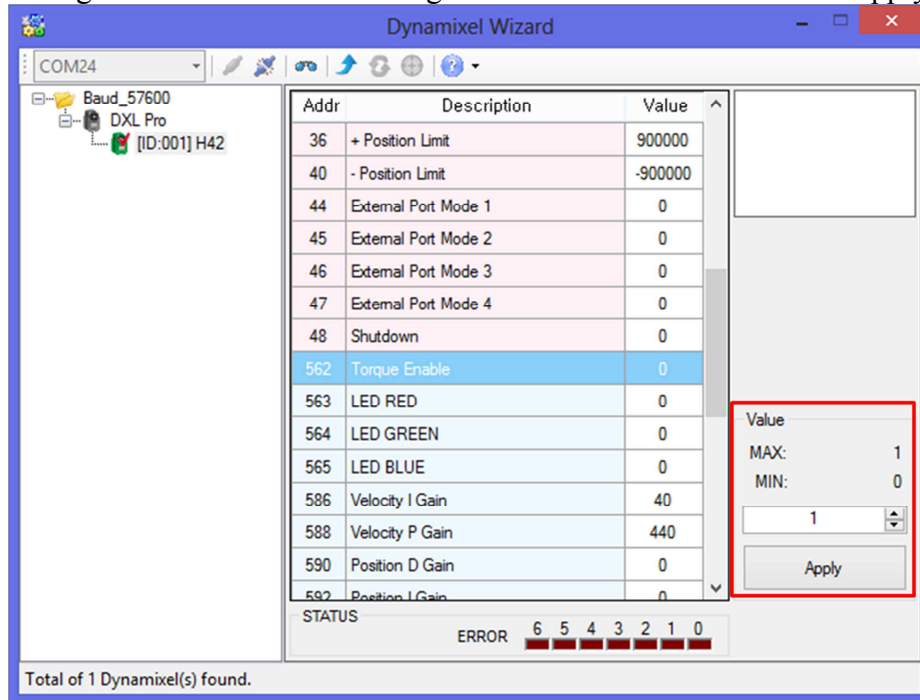 Dynamixel Wizard
COM24
Baud_57600
DXL Pro
[ID:001] H42
Addr Description Value
36 + Position Limit 900000
40 - Position Limit -900000
44 External Port Mode 1 0
45 External Port Mode 2 0
46 External Port Mode 3 0
47 External Port Mode 4 0
48 Shutdown 0
562 Torque Enable 0
563 LED RED 0
564 LED GREEN 0
565 LED BLUE 0
586 Velocity I Gain 40
588 Velocity P Gain 440
590 Position D Gain 0
592 Position I Gain 0
STATUS
ERROR 6 5 4 3 2 1 0
Value
MAX: 1
MIN: 0
1
Apply
Total of 1 Dynamixel(s) found.